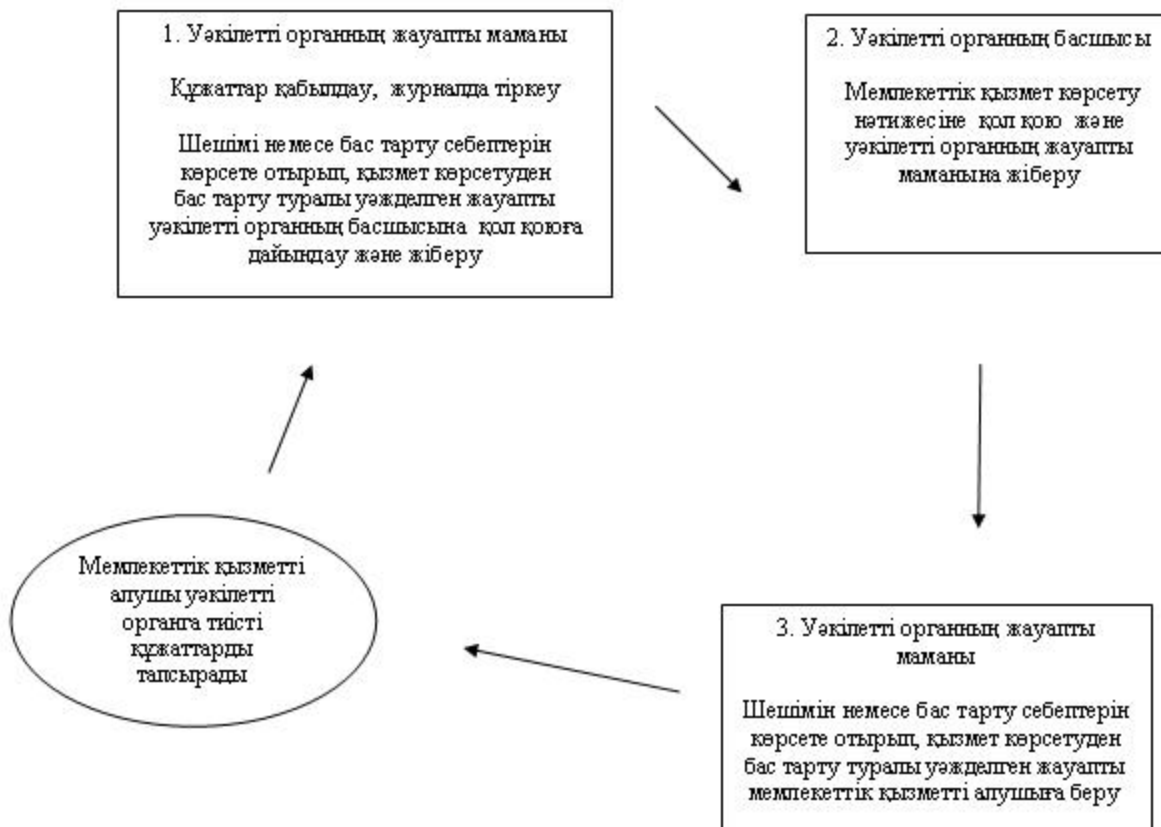 1. Уәкілетті органның жауапты маманы
Құжаттар қабылдау, журналда тіркеу
Шешімі немесе бас тарту себептерін
көрсете отырып, қызмет көрсетуден
бас тарту туралы уәжделген жауапты
уәкілетті органның басшысына қол қоюға
дайындау және жіберу
2. Уәкілетті органның басшысы
Мемлекеттік қызмет көрсету
нәтижесіне қол қою және
уәкілетті органның жауапты
маманына жіберу
Мемлекеттік қызметті
алушы уәкілетті
органға тиісті
құжаттарды
тапсырады
3. Уәкілетті органның жауапты
маманы
Шешімін немесе бас тарту себептерін
көрсете отырып, қызмет көрсетуден
бас тарту туралы уәжделген жауапты
мемлекеттік қызметті алушыға беру